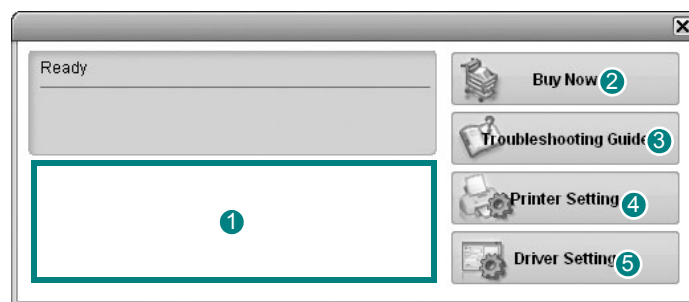 Ready
Buy Now 2
Troubleshooting Guide 3
1
Printer Setting 4
Driver Setting 5